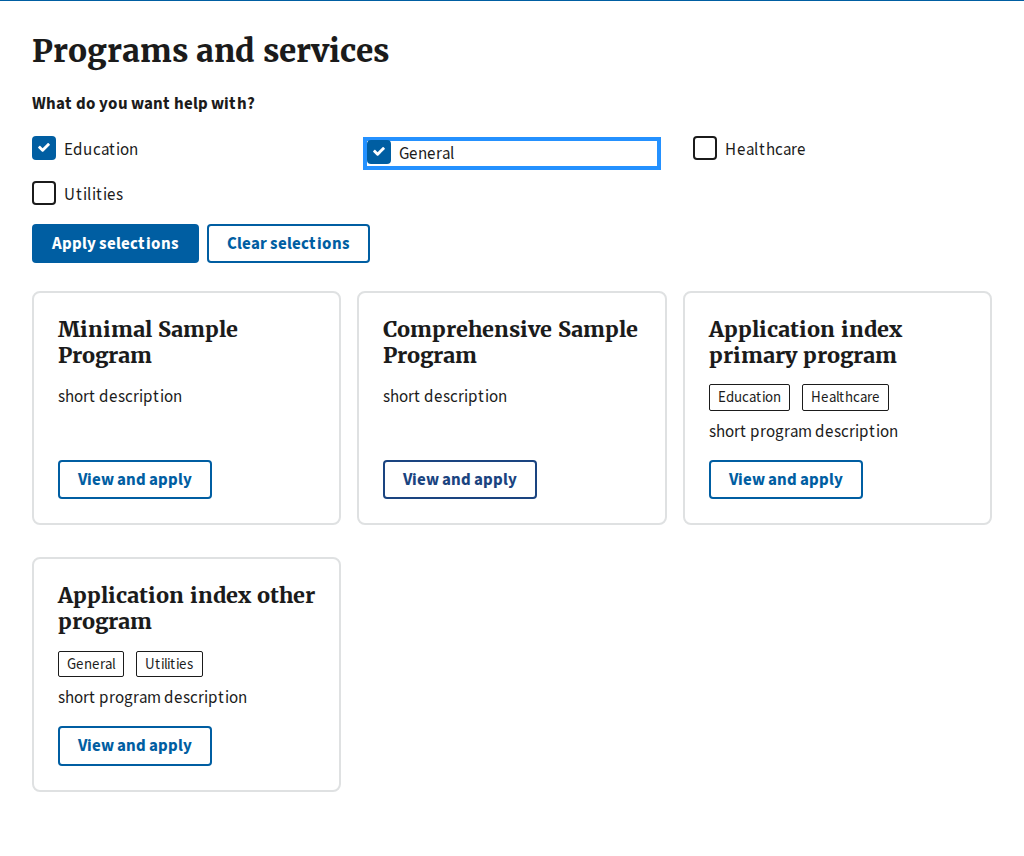 Programs and services
What do you want help with?
Education
General
Healthcare
Utilities
Apply selections
Clear selections
Minimal Sample
Program
short description
View and apply
Comprehensive Sample
Program
short description
View and apply
Application index
primary program
Education
Healthcare
short program description
View and apply
Application index other
program
General
Utilities
short program description
View and apply